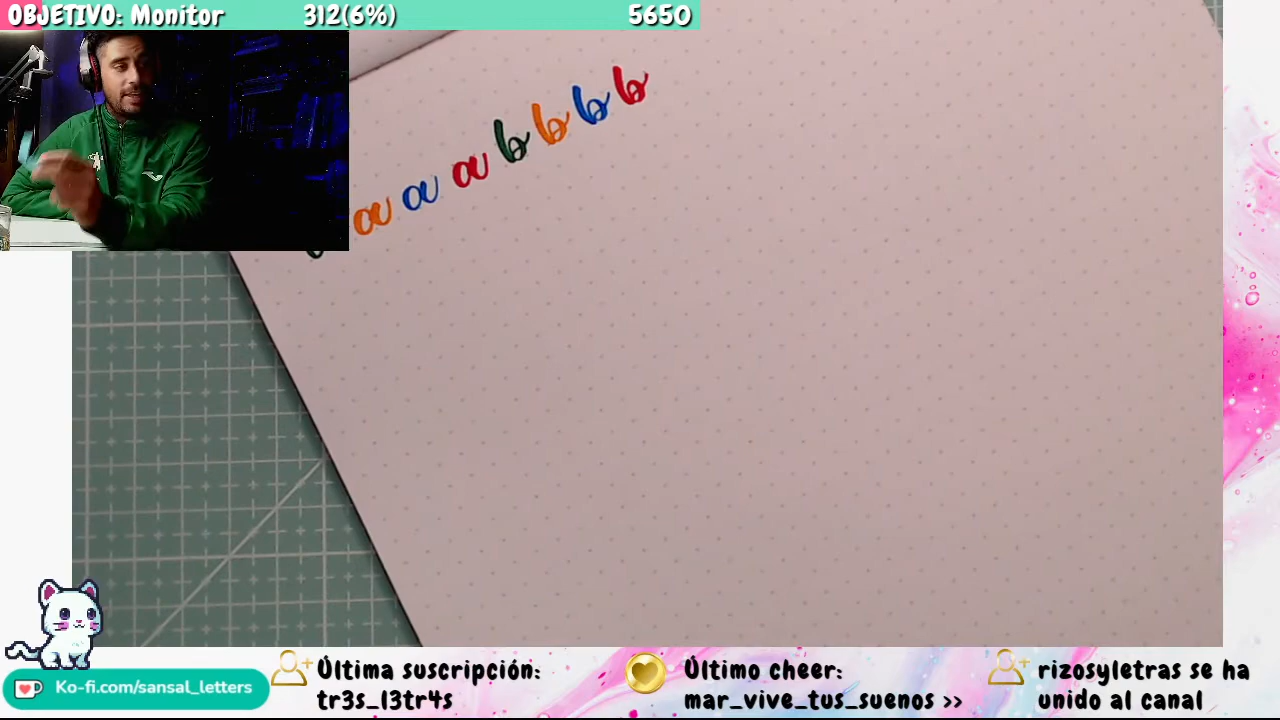 OBJETIVO: Monitor 312(6%) 5650
a a a b b b b
Ko-fi.com/sansal_letters
Última suscripción:
tr3s_l3tr4s
Último cheer:
mar_vive_tus_suenos >>
rizosyletras se ha
unido al canal